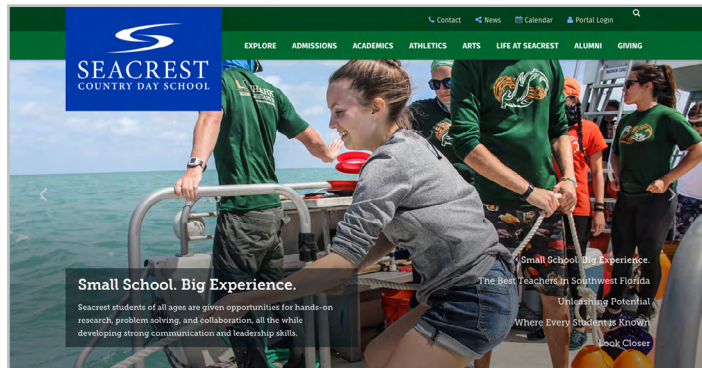 Contact News Calendar Portal Login
SEACREST
COUNTRY DAY SCHOOL
EXPLORE ADMISSIONS ACADEMICS ATHLETICS ARTS LIFE AT SEACREST ALUMNI GIVING
SHARK
Small School. Big Experience.
Seacrest students of all ages are given opportunities for hands-on
research, problem solving, and collaboration, all the while
developing strong communication and leadership skills.
Small School. Big Experience.
The Best Teachers in Southwest Florida
Unleashing Potential
Where Every Student is Known
Look Closer